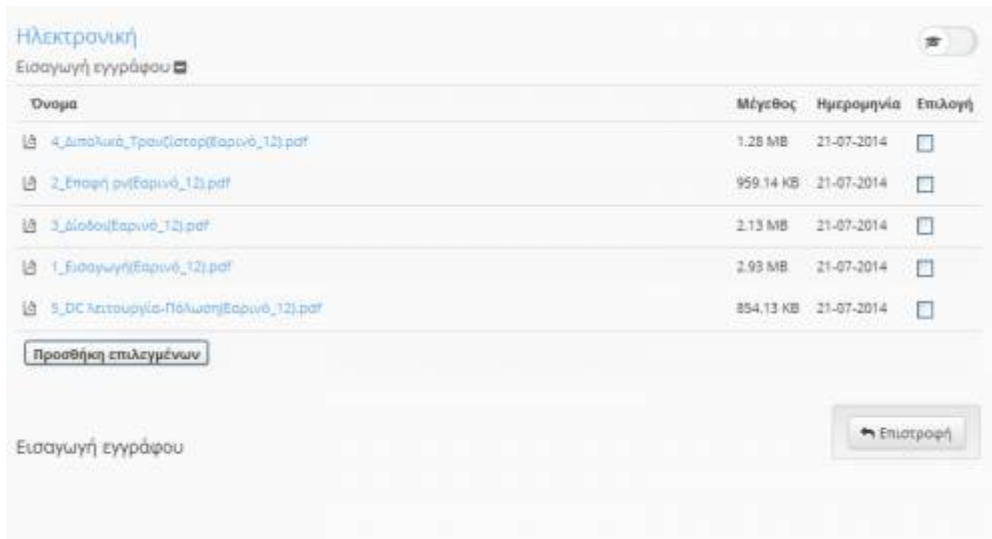 Ηλεκτρονική
Εισαγωγή εγγράφου
Όνομα Μέγεθος Ημερομηνία Επιλογή
4_Διπολικά_Τρανζίστορ(Εαρινό_12).pdf 1.28 MB 21-07-2014
2_Επαφή pv(Εαρινό_12).pdf 959.14 KB 21-07-2014
3_Δίοδοι(Εαρινό_12).pdf 2.13 MB 21-07-2014
1_Εισαγωγή(Εαρινό_12).pdf 2.93 MB 21-07-2014
5_DC λειτουργία-Πόλωση(Εαρινό_12).pdf 854.13 KB 21-07-2014
Προσθήκη επιλεγμένων
Επιστροφή
Εισαγωγή εγγράφου